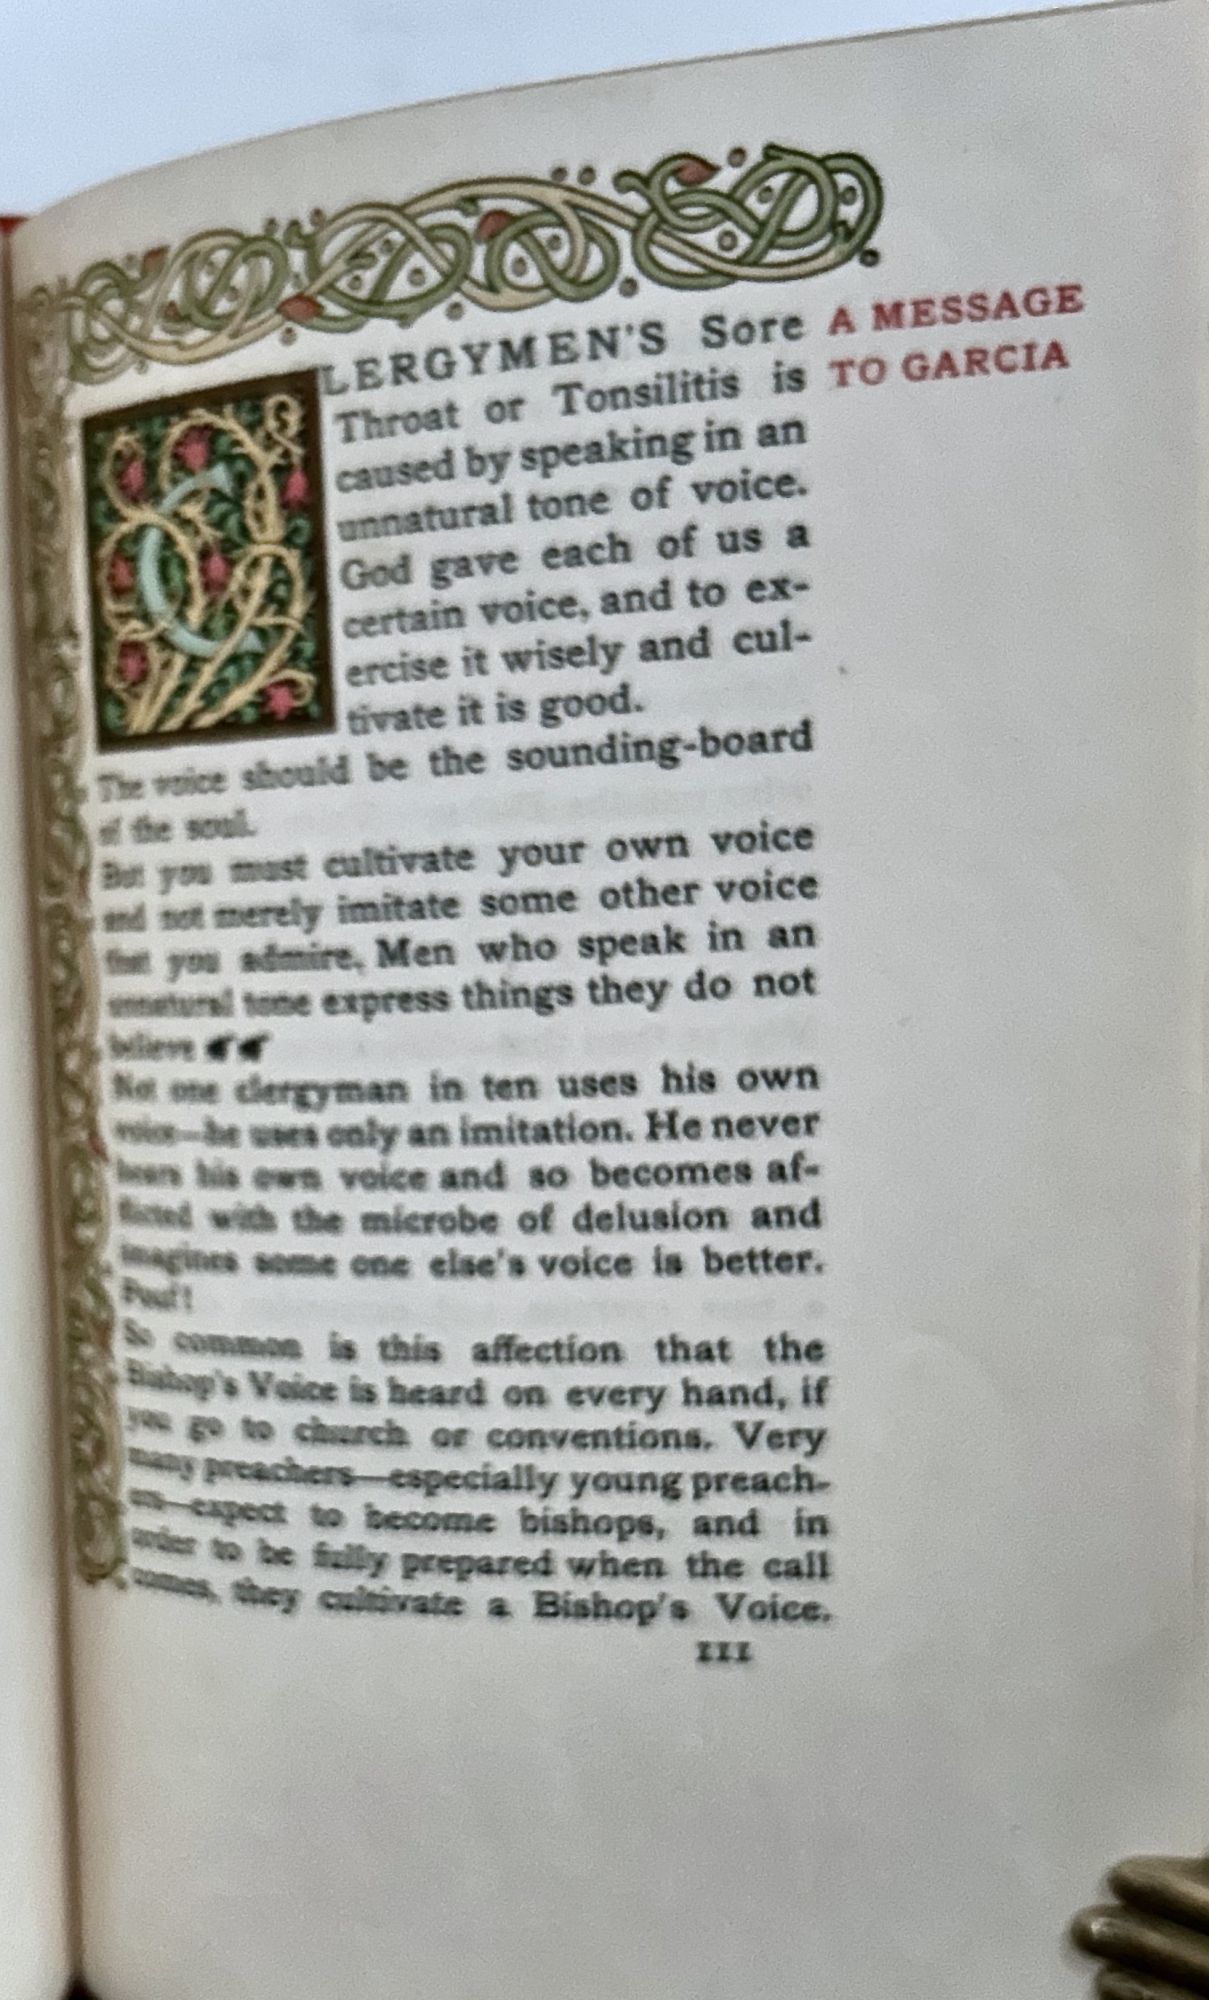 CLERGYMEN'S Sore
Throat or Tonsilitis is
caused by speaking in an
unnatural tone of voice.
God gave each of us a
certain voice, and to ex-
ercise it wisely and cul-
tivate it is good.
The voice should be the sounding-board
of the soul.
But you must cultivate your own voice
and not merely imitate some other voice
that you admire. Men who speak in an
unnatural tone express things they do not
believe
Not one clergyman in ten uses his own
voice—he uses only an imitation. He never
hears his own voice and so becomes af-
flicted with the microbe of delusion and
imagines some one else's voice is better.
Poof!
So common is this affection that the
Bishop's Voice is heard on every hand, if
you go to church or conventions. Very
many preachers—especially young preach-
ers—expect to become bishops, and in
order to be fully prepared when the call
comes, they cultivate a Bishop's Voice.
III
A MESSAGE
TO GARCIA